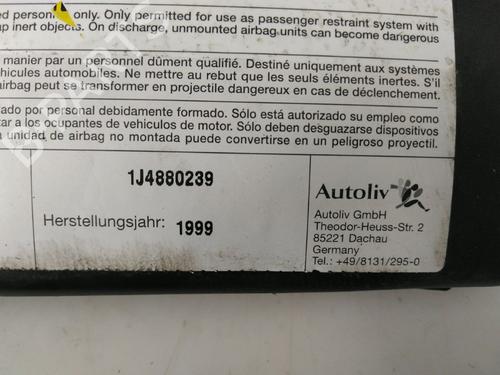 ed personnel only. Only permitted for use as passenger restraint system with
ap inert objects. On discharge, unmounted airbag units can become dangerous
manier par un personnel dûment qualifié. Destiné uniquement aux systèmes
véhicules automobiles. Ne mettre au rebut que les seuls éléments inertes. S'il
airbag peut se transformer en projectile dangereux en cas de déclenchement.
lado por personal debidamente formado. Sólo está autorizado su empleo como
tar a los ocupantes de vehiculos de motor. Sólo deben desguazarse dispositivos
a unidad de airbag no montada puede convertirse en un peligroso proyectil.
1J4880239
Herstellungsjahr: 1999
Autoliv
Autoliv GmbH
Theodor-Heuss-Str. 2
85221 Dachau
Germany
Tel.: +49/8131/295-0